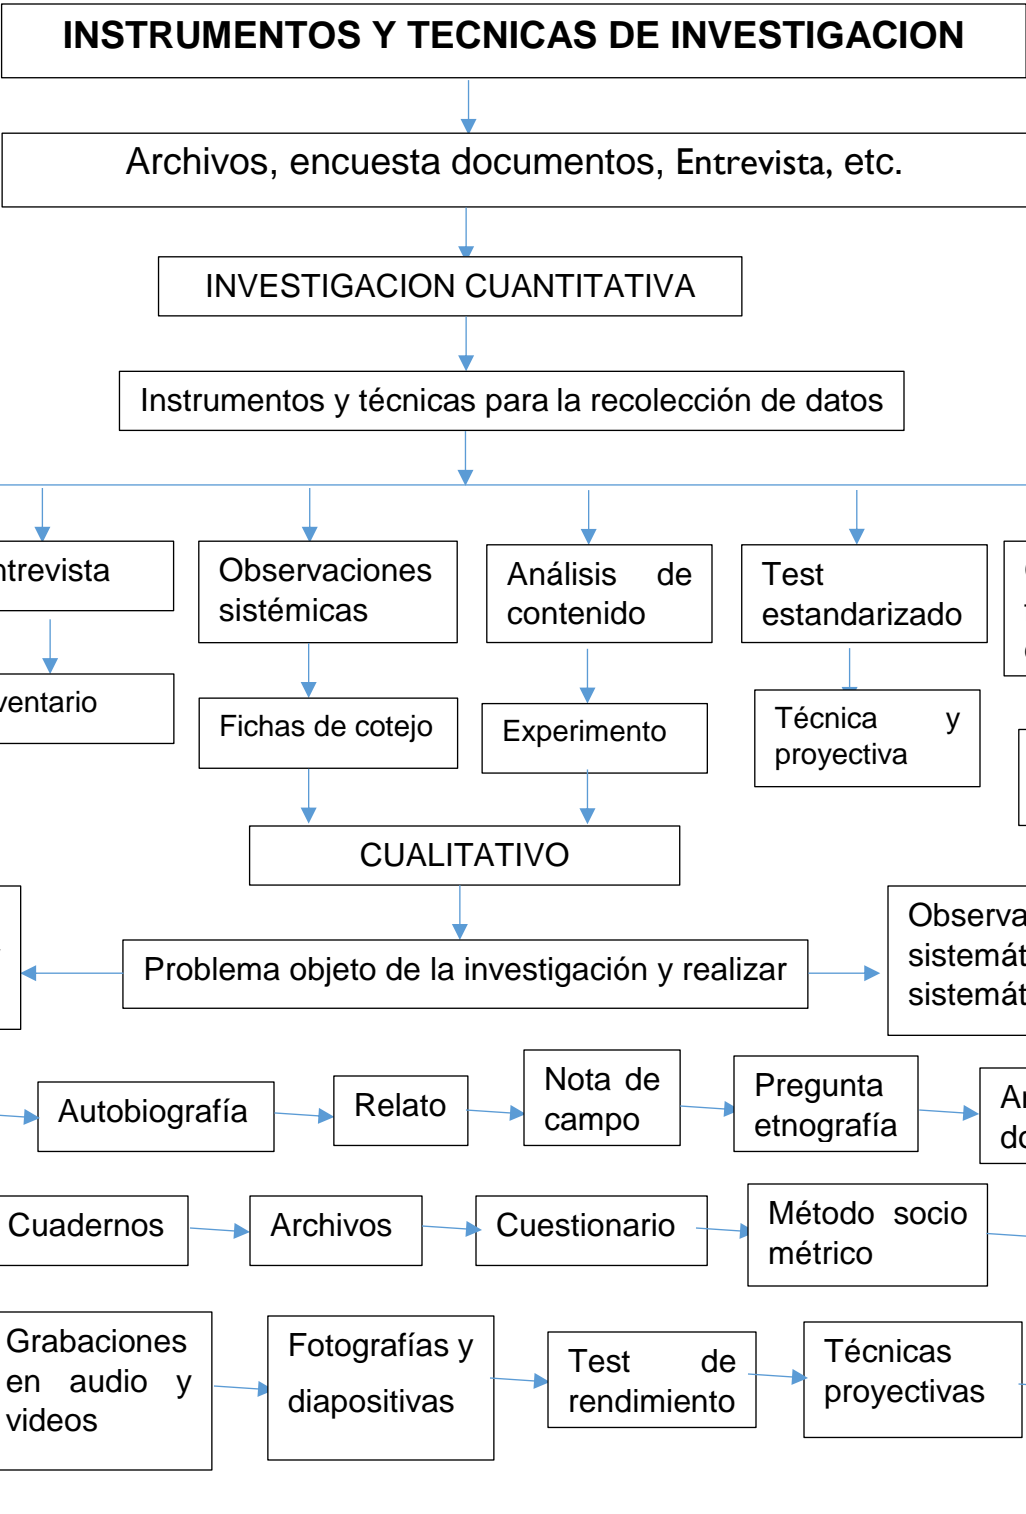 INSTRUMENTOS Y TECNICAS DE INVESTIGACION
Archivos, encuesta documentos, Entrevista, etc.
INVESTIGACION CUANTITATIVA
Instrumentos y técnicas para la recolección de datos
ntrevista
Observaciones
sistémicas
Análisis de
contenido
Test
estandarizado
ventario
Fichas de cotejo
Experimento
Técnica y
proyectiva
CUALITATIVO
Problema objeto de la investigación y realizar
Observa
sistemát
sistemát
Autobiografía
Relato
Nota de
campo
Pregunta
etnografía
do
Cuadernos
Archivos
Cuestionario
Método socio
métrico
Grabaciones
en audio y
videos
Fotografías y
diapositivas
Test de
rendimiento
Técnicas
proyectivas